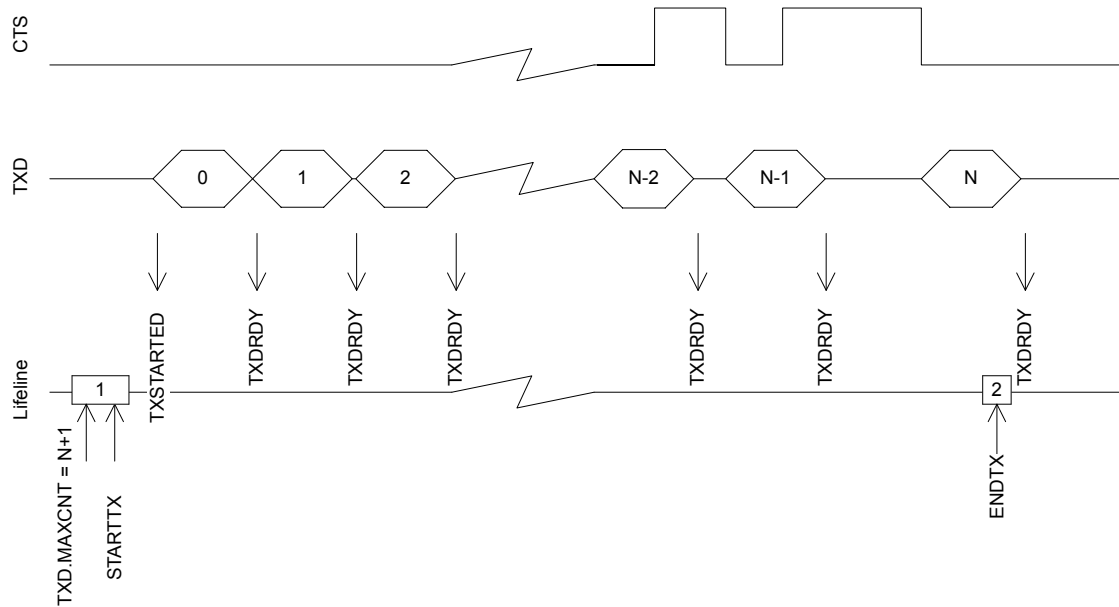 CTS
TXD
0
1
2
N-2
N-1
N
TXSTARTED
TXDRDY
TXDRDY
TXDRDY
TXDRDY
TXDRDY
TXDRDY
Lifeline
1
2
TXD.MAXCNT = N+1
STARTTX
ENDTX